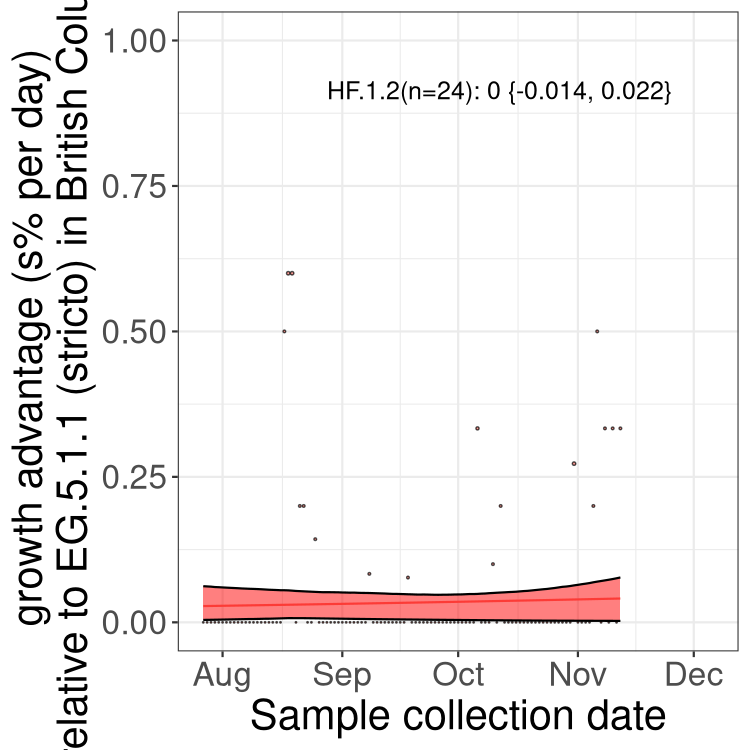 growth advantage (s% per day)
relative to EG.5.1.1 (stricto) in British Colu
1.00
0.75
0.50
0.25
0.00
HF.1.2(n=24): 0 {-0.014, 0.022}
Aug Sep Oct Nov Dec
Sample collection date